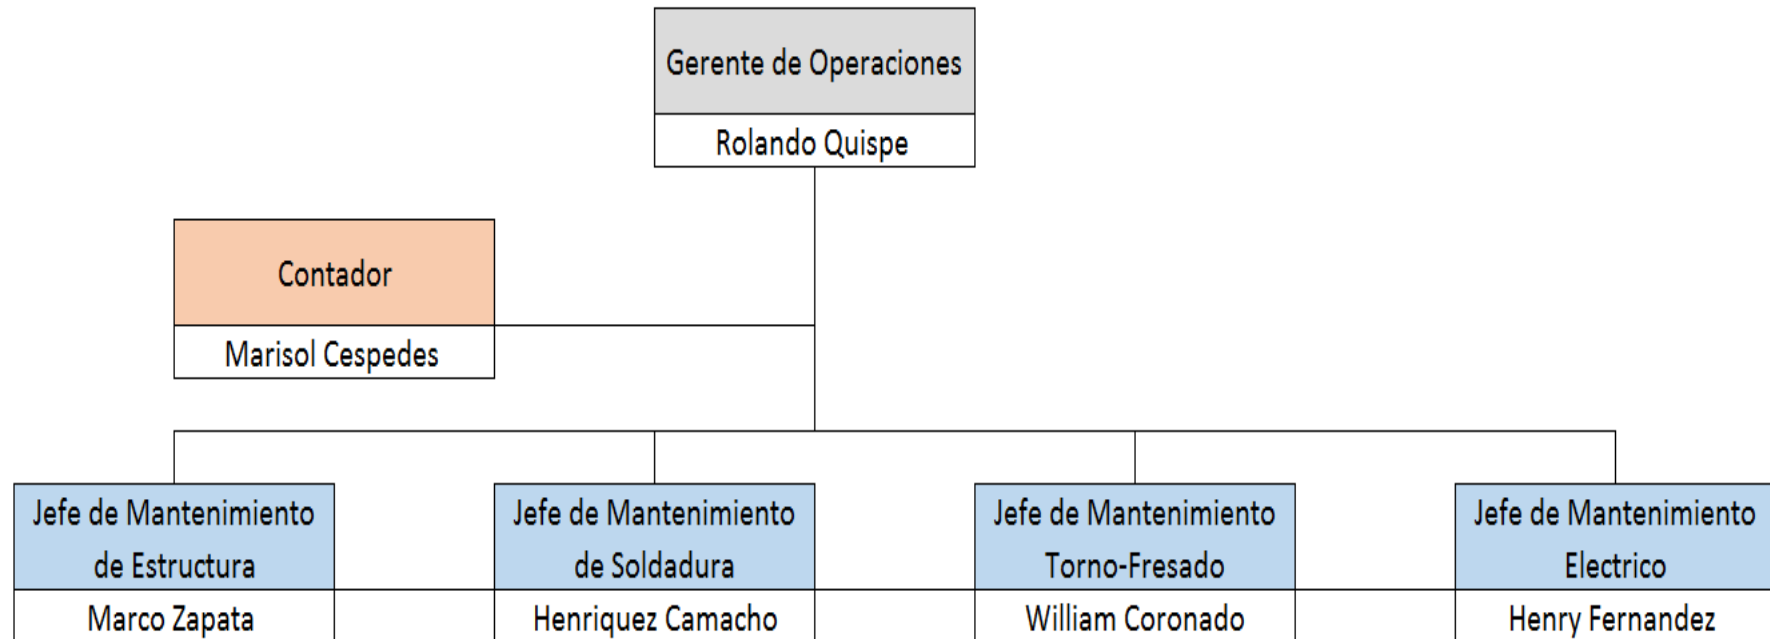 Gerente de Operaciones
Rolando Quispe
Contador
Marisol Cespedes
Jefe de Mantenimiento
de Estructura
Marco Zapata
Jefe de Mantenimiento
de Soldadura
Henriquez Camacho
Jefe de Mantenimiento
Torno-Fresado
William Coronado
Jefe de Mantenimiento
Electrico
Henry Fernandez